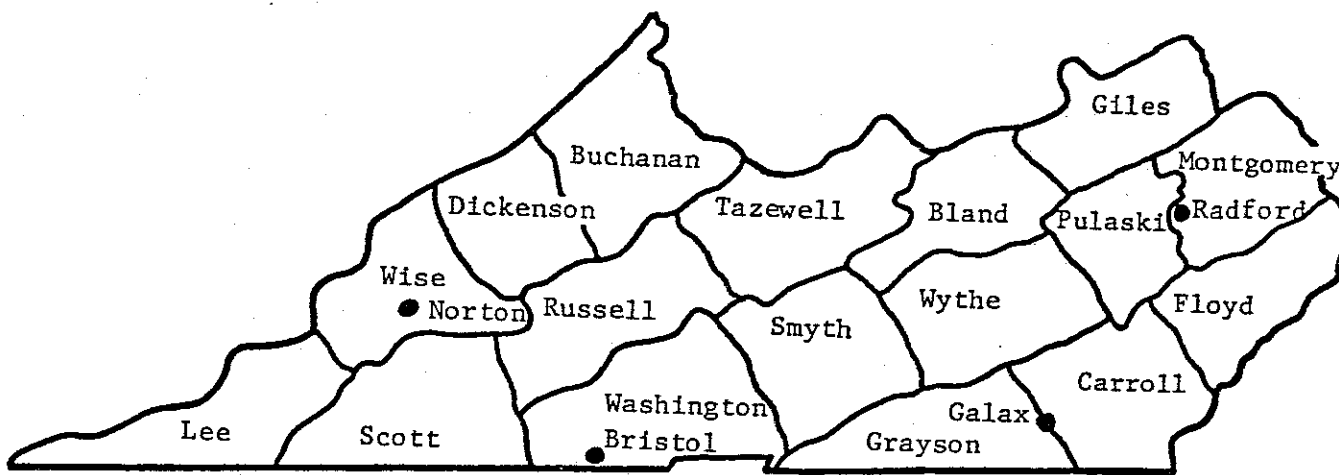 Giles
Buchanan
Montgomery
Dickenson
Tazewell
Bland
Pulaski
Radford
Wise
Norton
Russell
Smyth
Wythe
Floyd
Carroll
Washington
Galax
Lee
Scott
Bristol
Grayson